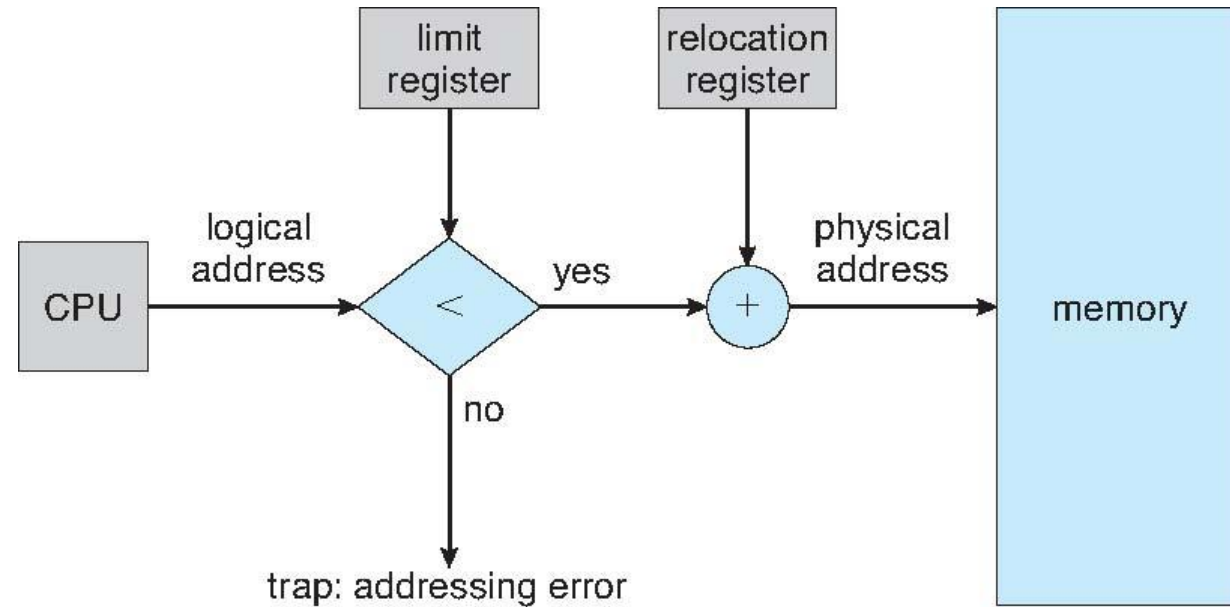 limit
register
relocation
register
logical
address
physical
address
CPU
<
yes
+
memory
no
trap: addressing error